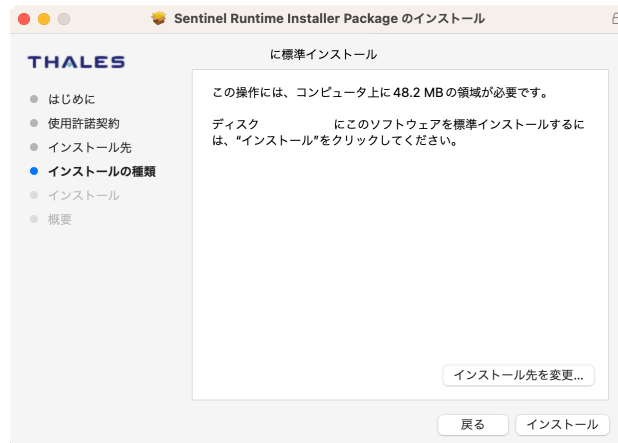 Sentinel Runtime Installer Package のインストール
THALES
に標準インストール
はじめに
使用許諾契約
インストール先
インストールの種類
インストール
概要
この操作には、コンピュータ上に 48.2 MB の領域が必要です。
ディスク にこのソフトウェアを標準インストールするに
は、“インストール”をクリックしてください。
インストール先を変更...
戻る
インストール